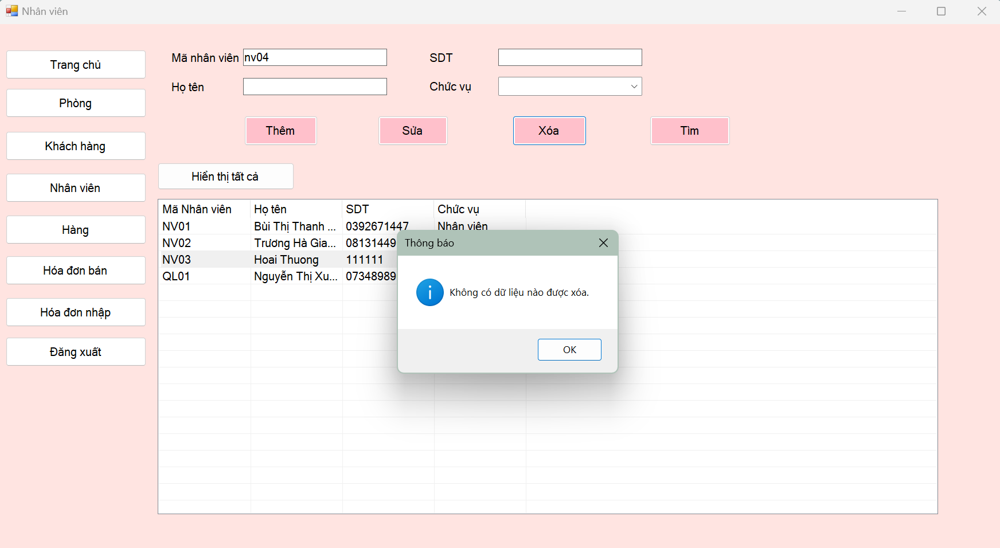 Nhân viên
Mã nhân viên nv04 SDT
Trang chủ
Họ tên Chức vụ
Phòng
Thêm Sửa Xóa Tìm
Khách hàng
Hiển thị tất cả
Nhân viên
Mã Nhân viên Họ tên SDT Chức vụ
NV01 Bùi Thị Thanh ... 0392671447 Nhân viên
Hàng
NV02 Trương Hà Gia... 08131449
Thông báo
NV03 Hoai Thuong 111111
Hóa đơn bán
QL01 Nguyễn Thị Xu... 07348989
Không có dữ liệu nào được xóa.
Hóa đơn nhập
OK
Đăng xuất